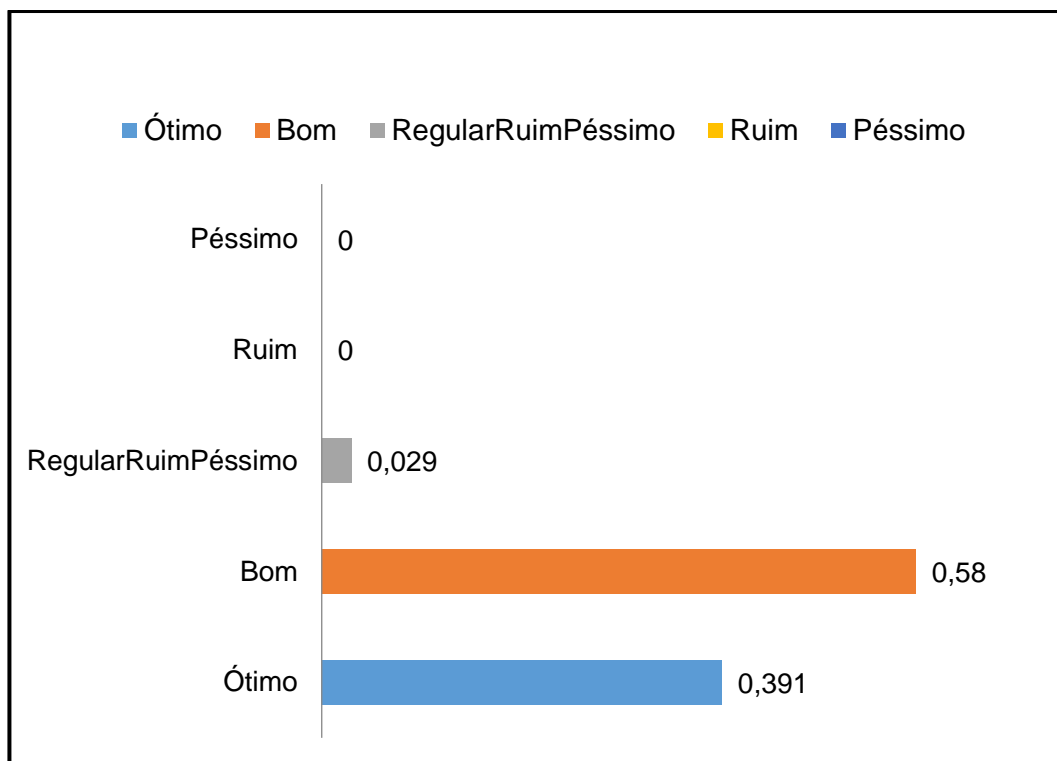 Ótimo Bom RegularRuimPéssimo Ruim Péssimo
Péssimo 0
Ruim 0
RegularRuimPéssimo 0,029
Bom 0,58
Ótimo 0,391